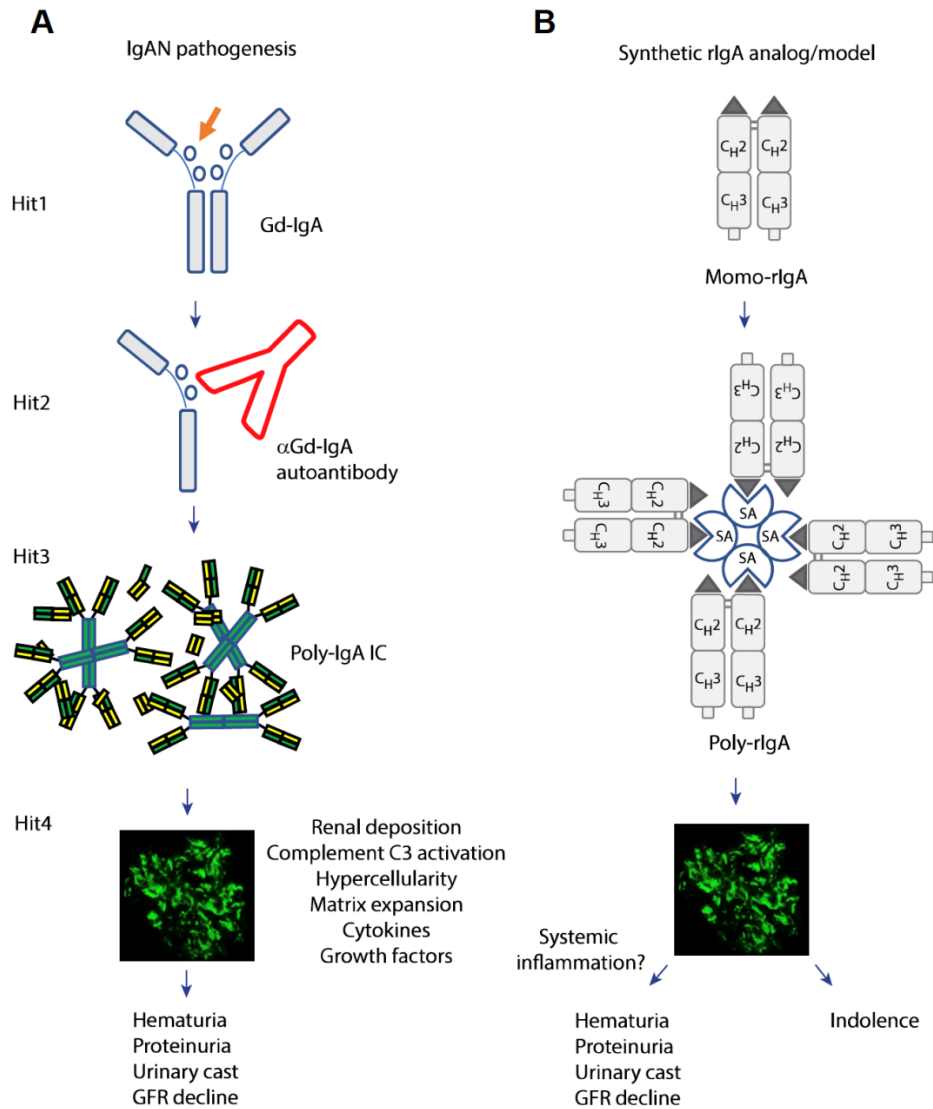 A
IgAN pathogenesis
Hit1
Gd-IgA
Hit2
αGd-IgA
autoantibody
Hit3
Poly-IgA IC
Hit4
Renal deposition
Complement C3 activation
Hypercellularity
Matrix expansion
Cytokines
Growth factors
Hematuria
Proteinuria
Urinary cast
GFR decline
B
Synthetic rIgA analog/model
CH2 CH2
CH3 CH3
Momo-rIgA
CH3 CH3
CH2 CH2
CH3 CH2
CH3 CH2
SA
SA SA
SA
CH2 CH3
CH2 CH3
CH2 CH2
CH3 CH3
Poly-rIgA
Systemic
inflammation?
Hematuria
Proteinuria
Urinary cast
GFR decline
Indolence